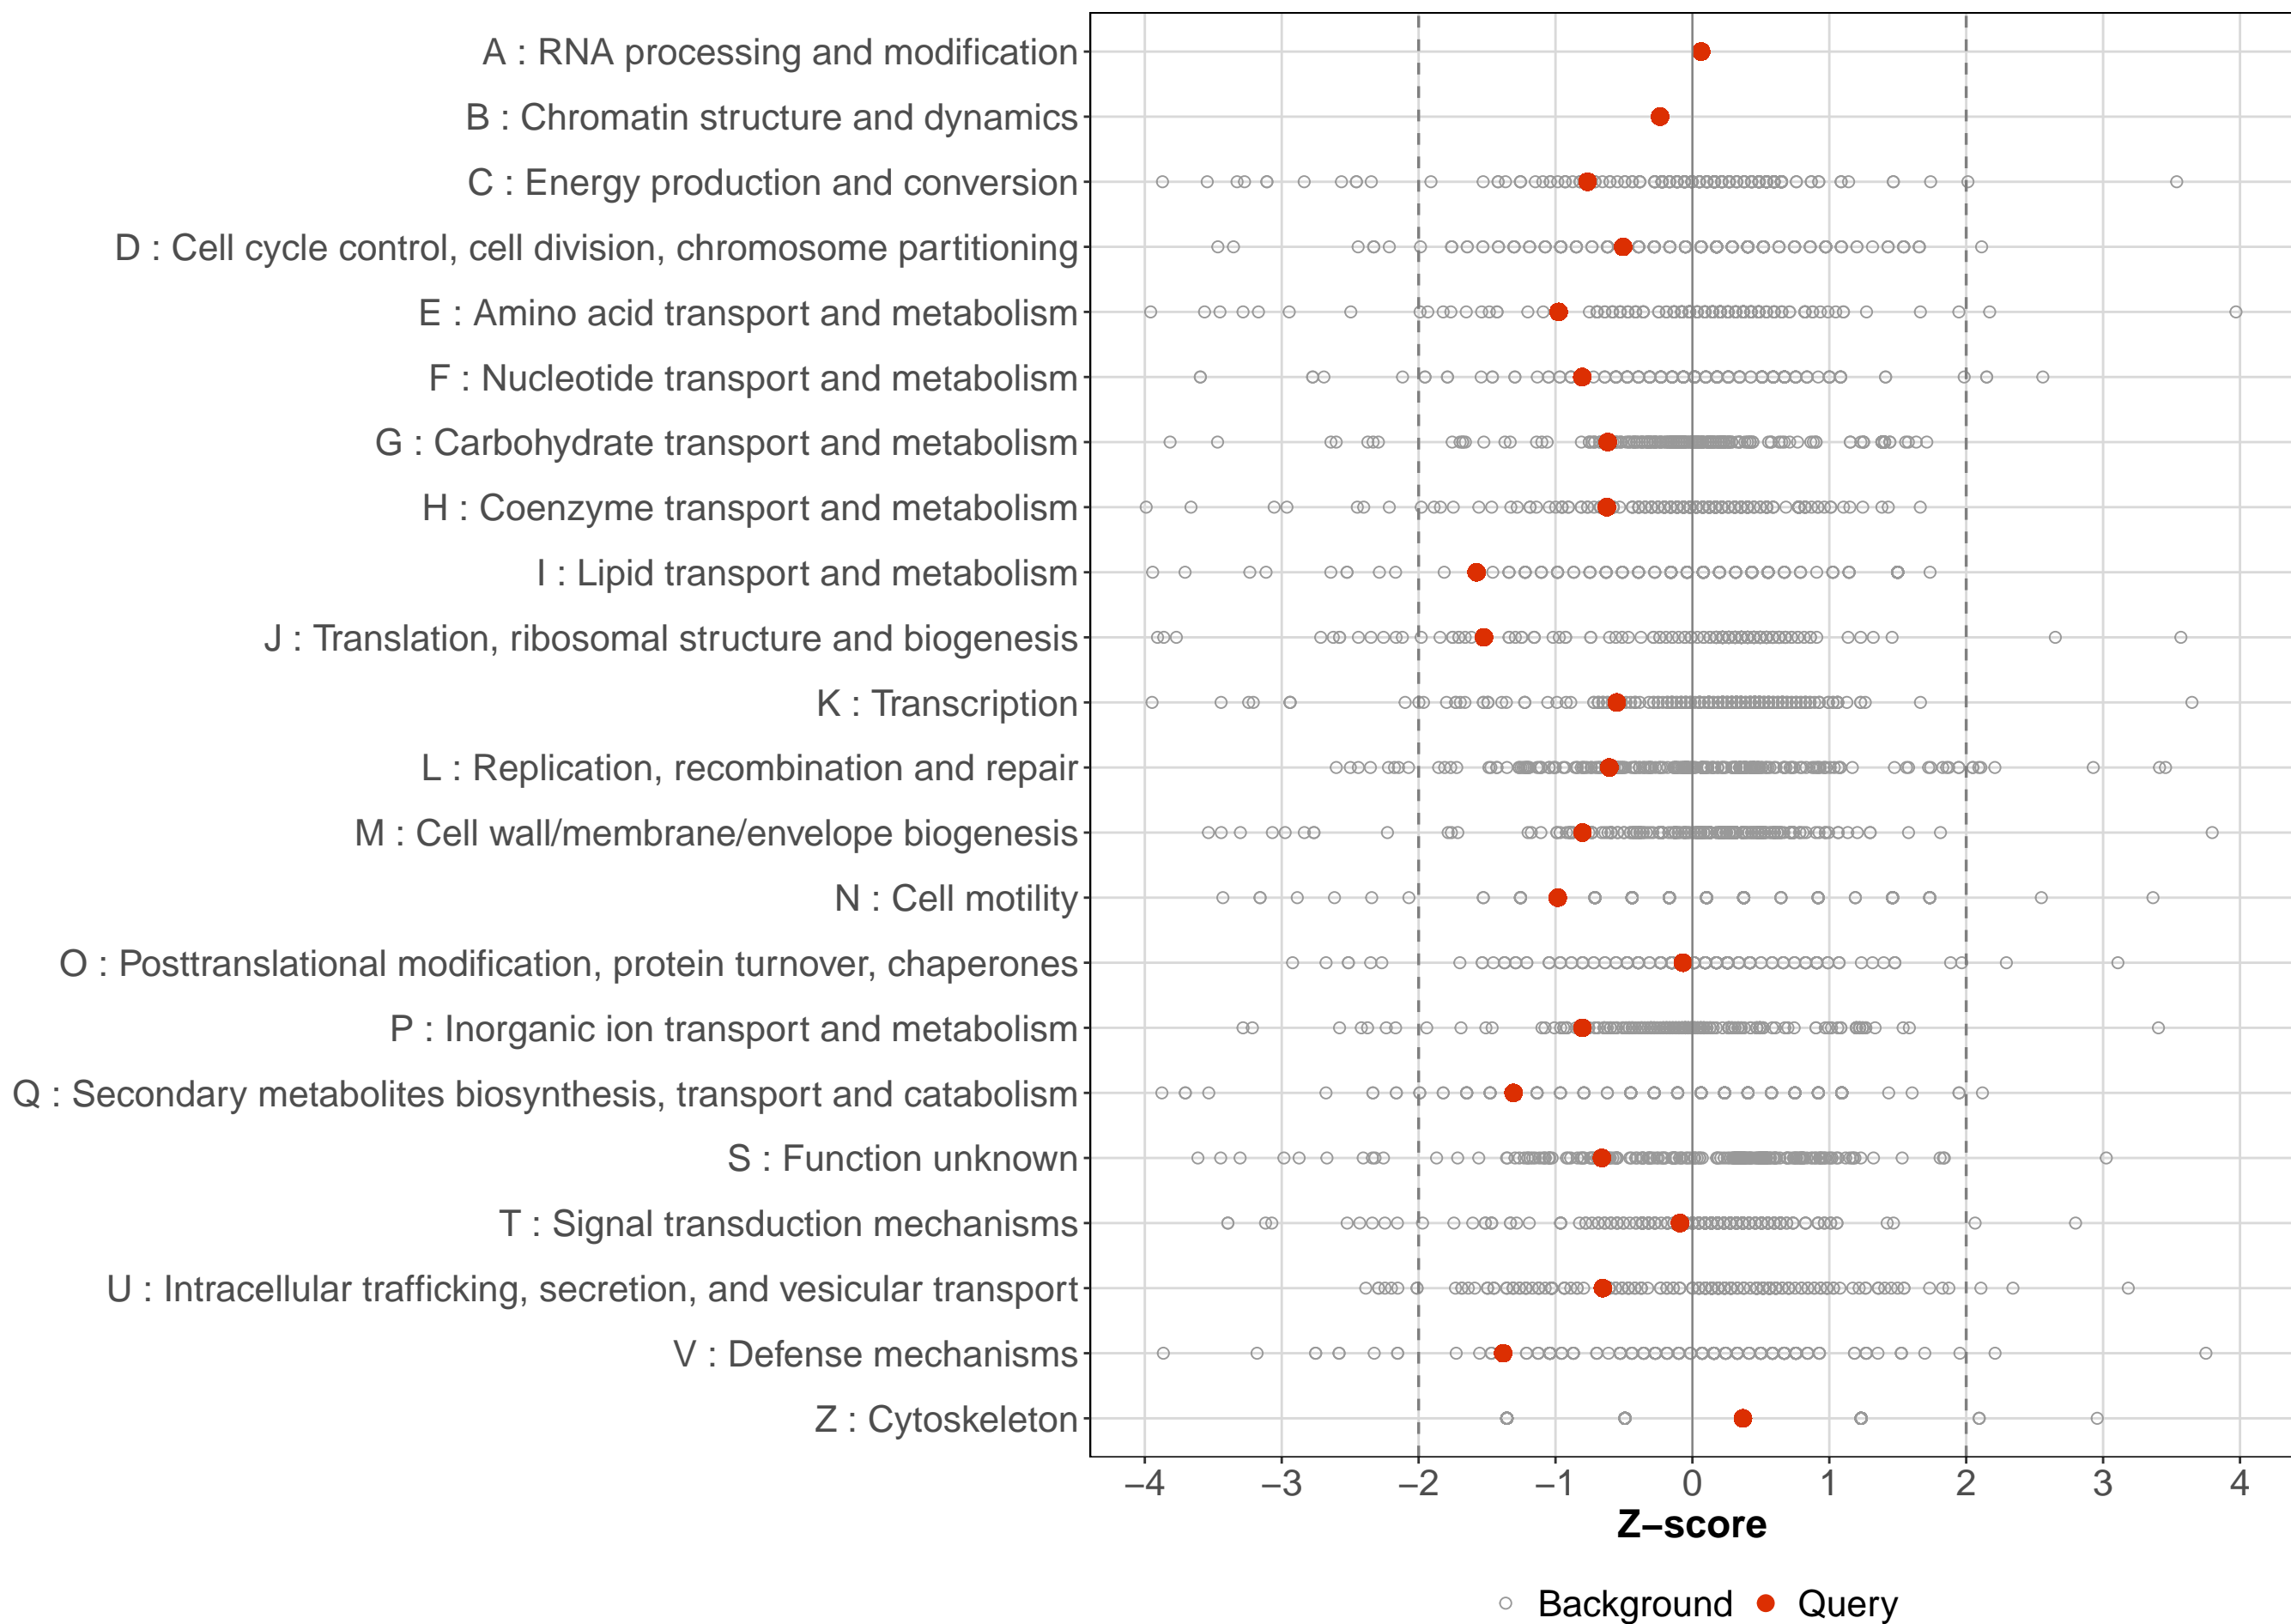 A : RNA processing and modification
B : Chromatin structure and dynamics
C : Energy production and conversion
D : Cell cycle control, cell division, chromosome partitioning
E : Amino acid transport and metabolism
F : Nucleotide transport and metabolism
G : Carbohydrate transport and metabolism
H : Coenzyme transport and metabolism
I : Lipid transport and metabolism
J : Translation, ribosomal structure and biogenesis
K : Transcription
L : Replication, recombination and repair
M : Cell wall/membrane/envelope biogenesis
N : Cell motility
O : Posttranslational modification, protein turnover, chaperones
P : Inorganic ion transport and metabolism
Q : Secondary metabolites biosynthesis, transport and catabolism
S : Function unknown
T : Signal transduction mechanisms
U : Intracellular trafficking, secretion, and vesicular transport
V : Defense mechanisms
Z : Cytoskeleton
−4 −3 −2 −1 0 1 2 3 4
Z−score
Background Query